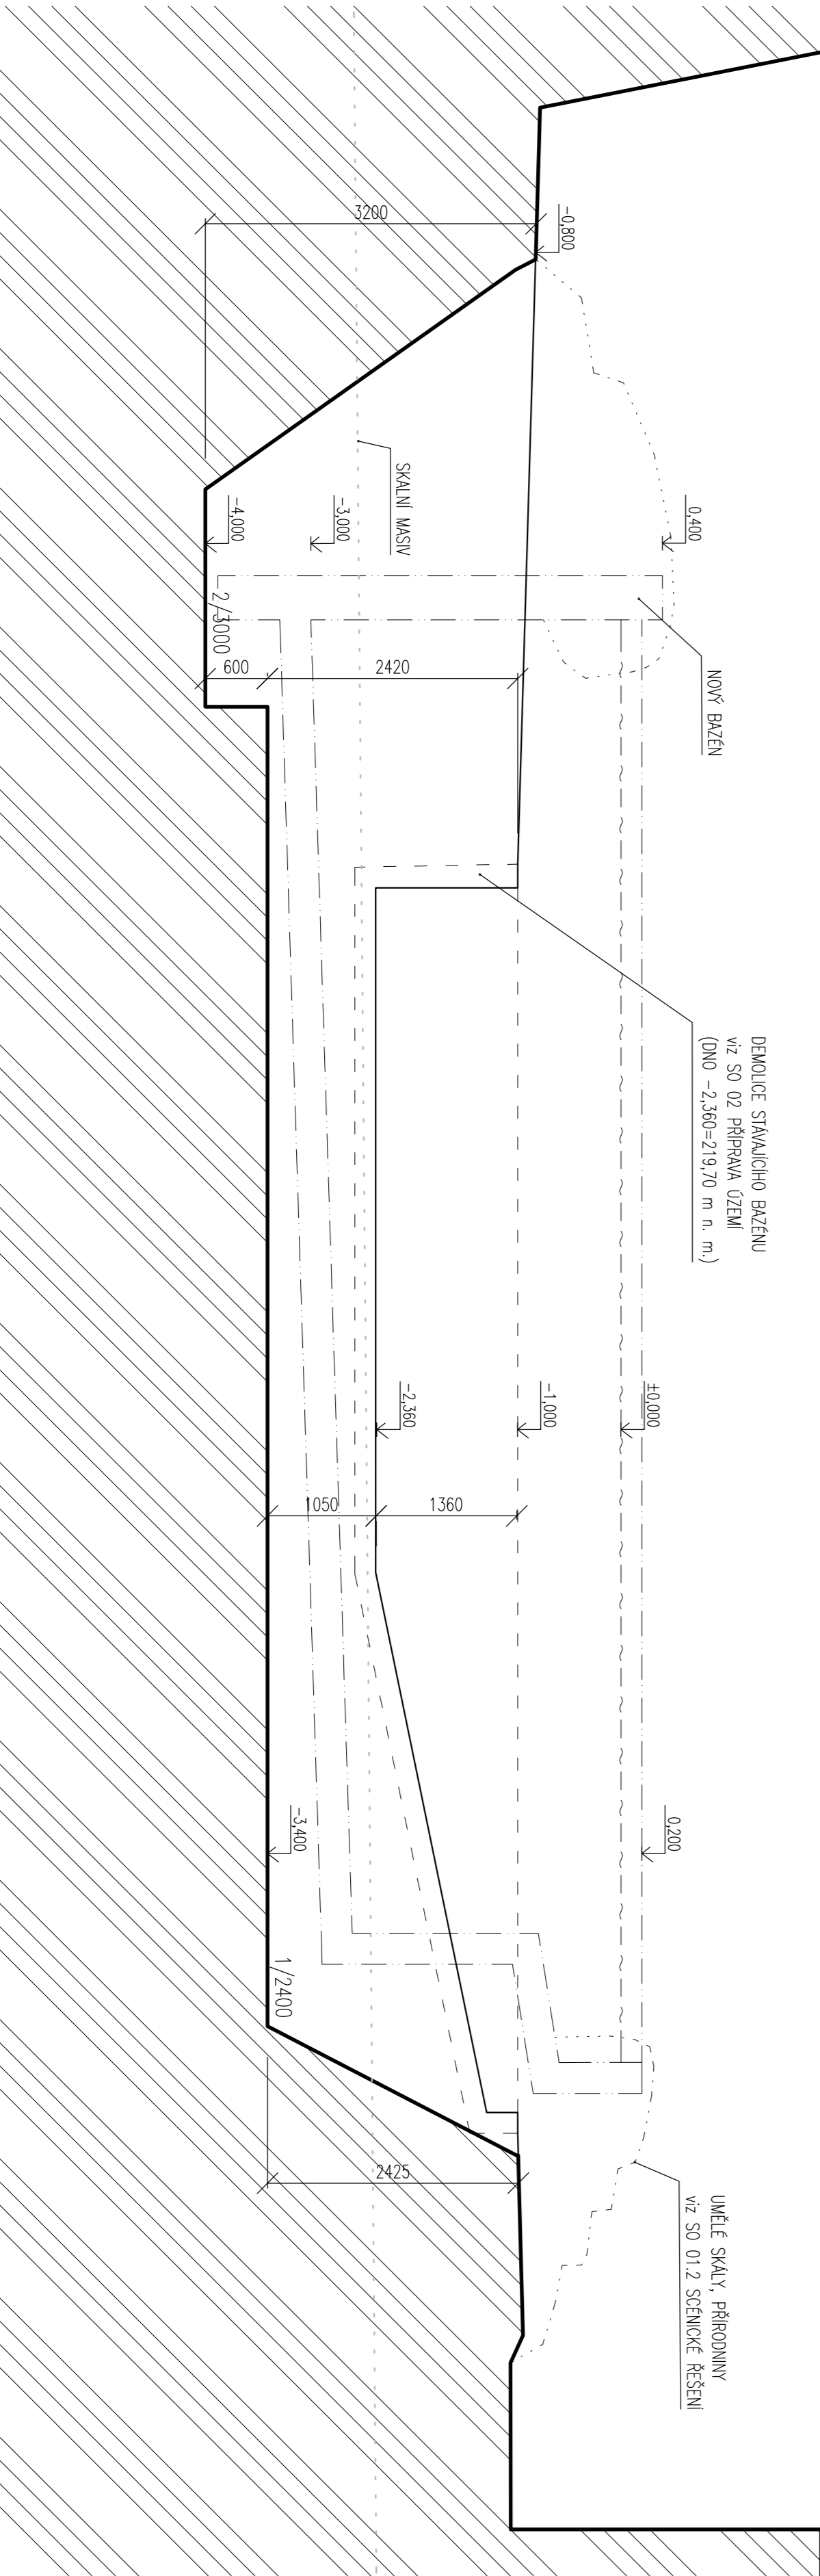 3200
-0,800
SKALNÍ MASIV
-4,000
-3,000
0,400
2/3000
600
2420
NOVÝ BAZÉN
DEMOLICE STÁVAJÍCÍHO BAZÉNU
viz SO 02 PŘÍPRAVA ÚZEMÍ
(DNO -2,360=219,70 m n. m.)
-2,360
-1,000
±0,000
1050
1360
-3,400
0,200
1/2400
2425
UMĚLÉ SKÁLY, PŘÍRODNINY
viz SO 01.2 SCÉNICKÉ ŘEŠENÍ